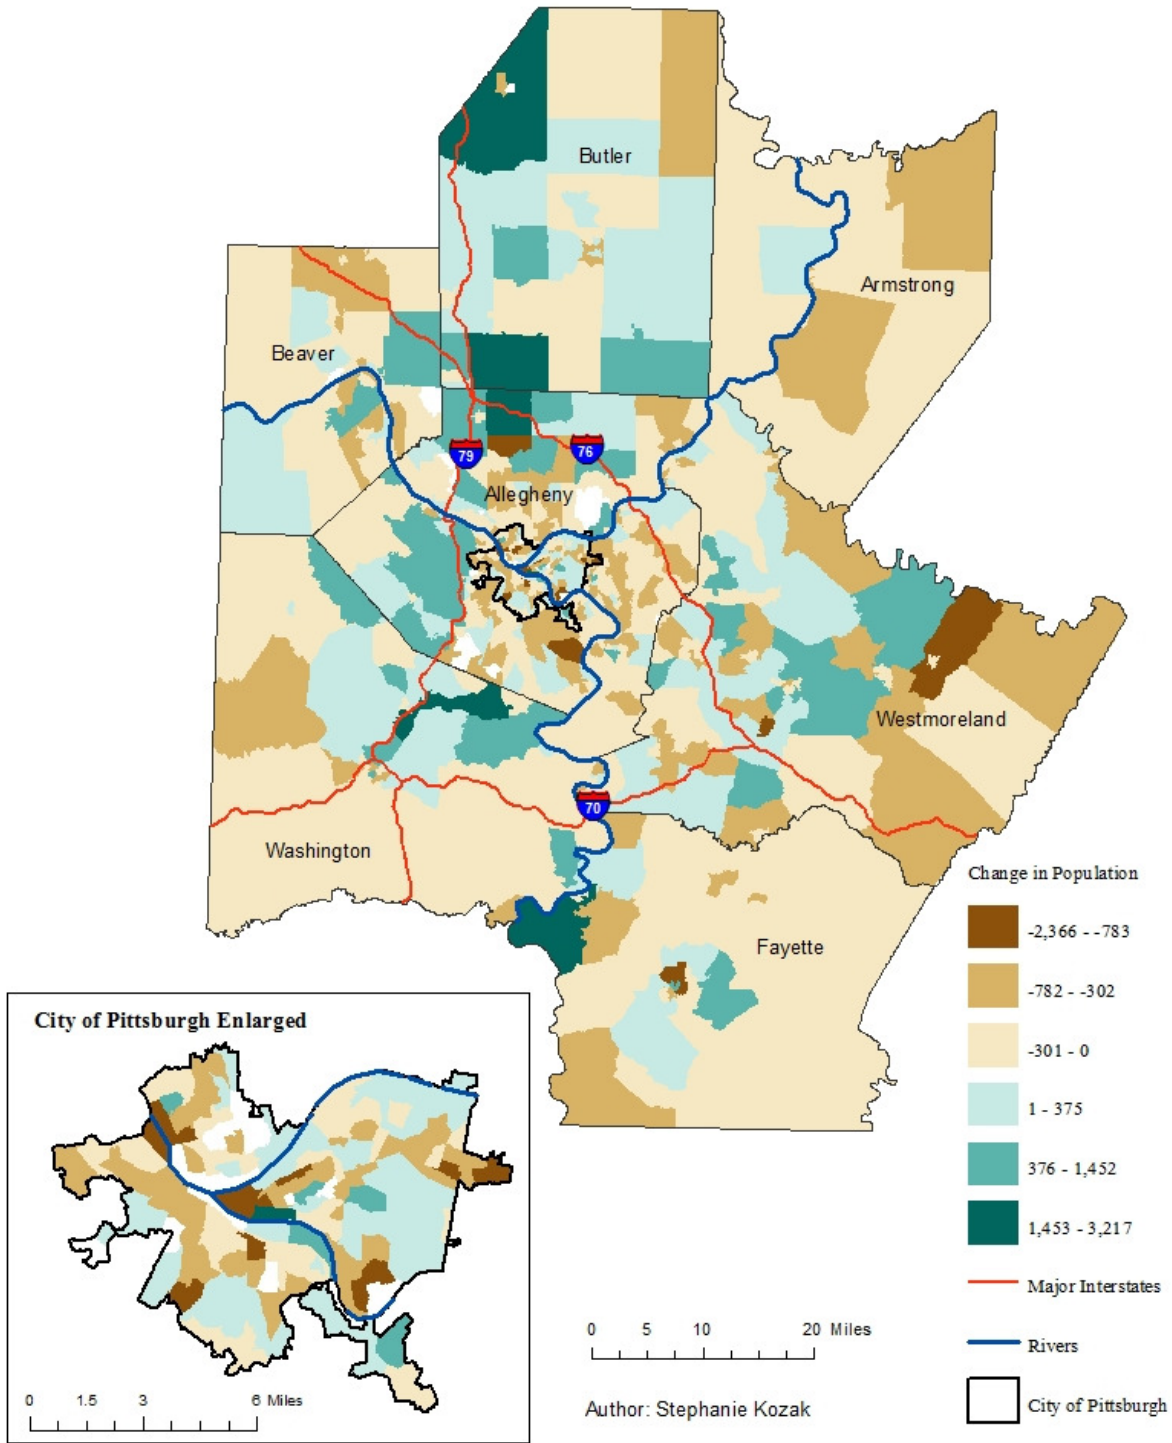 Butler
Armstrong
Beaver
79
76
Allegheny
Westmoreland
70
Washington
Fayette
Change in Population
-2,366 - -783
-782 - -302
-301 - 0
1 - 375
376 - 1,452
1,453 - 3,217
Major Interstates
Rivers
City of Pittsburgh
City of Pittsburgh Enlarged
0 1.5 3 6 Miles
0 5 10 20 Miles
Author: Stephanie Kozak